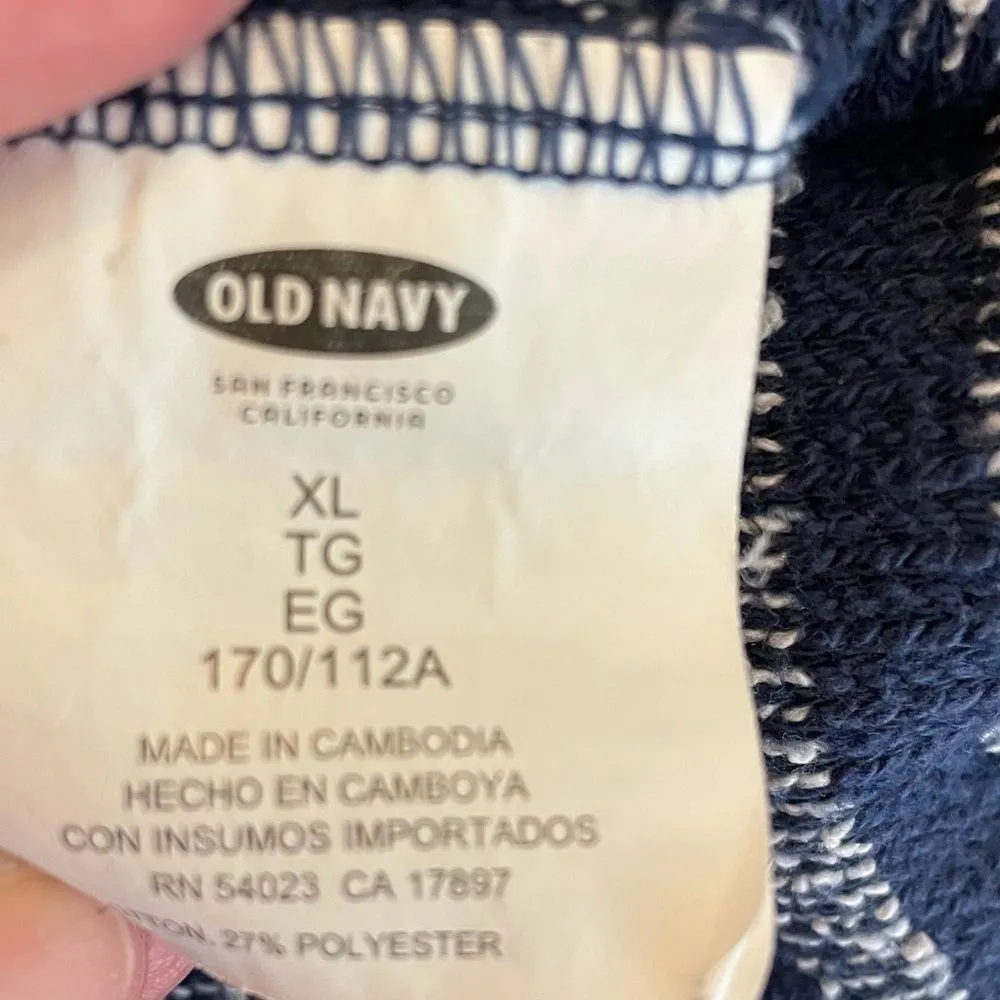 OLD NAVY
SAN FRANCISCO
CALIFORNIA
XL
TG
EG
170/112A
MADE IN CAMBODIA
HECHO EN CAMBOYA
CON INSUMOS IMPORTADOS
RN 54023 CA 17897
27% POLYESTER